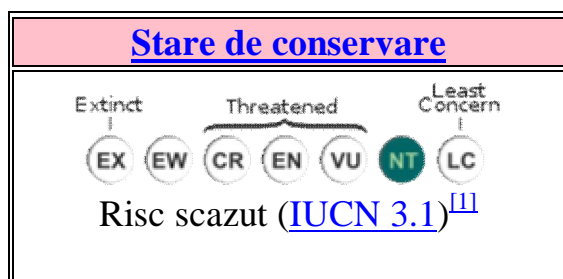 Stare de conservare
Extinct Threatened Least Concern
EX EW CR EN VU NT LC
Risc scazut (IUCN 3.1)[1]